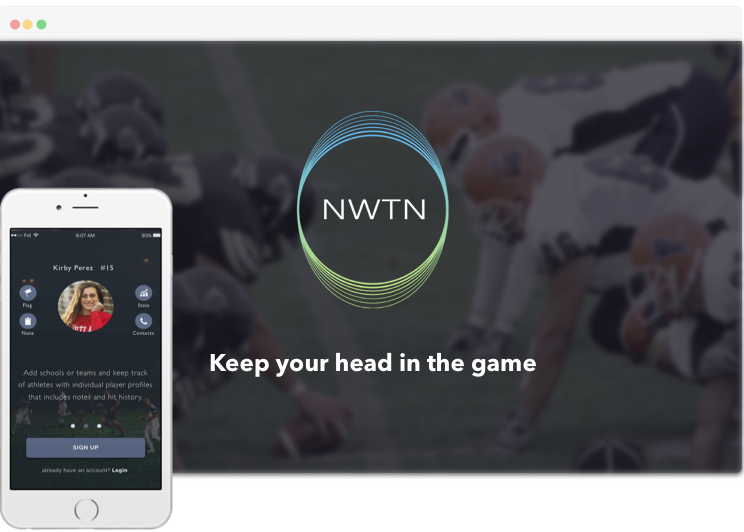 NWTN
Keep your head in the game
Fol
9:07 AM
93%
Kirby Perez #15
Flag
Stats
Note
Contacts
Add schools or teams and keep track
of athletes with individual player profiles
that includes notes and hit history.
SIGN UP
already have an account? Login